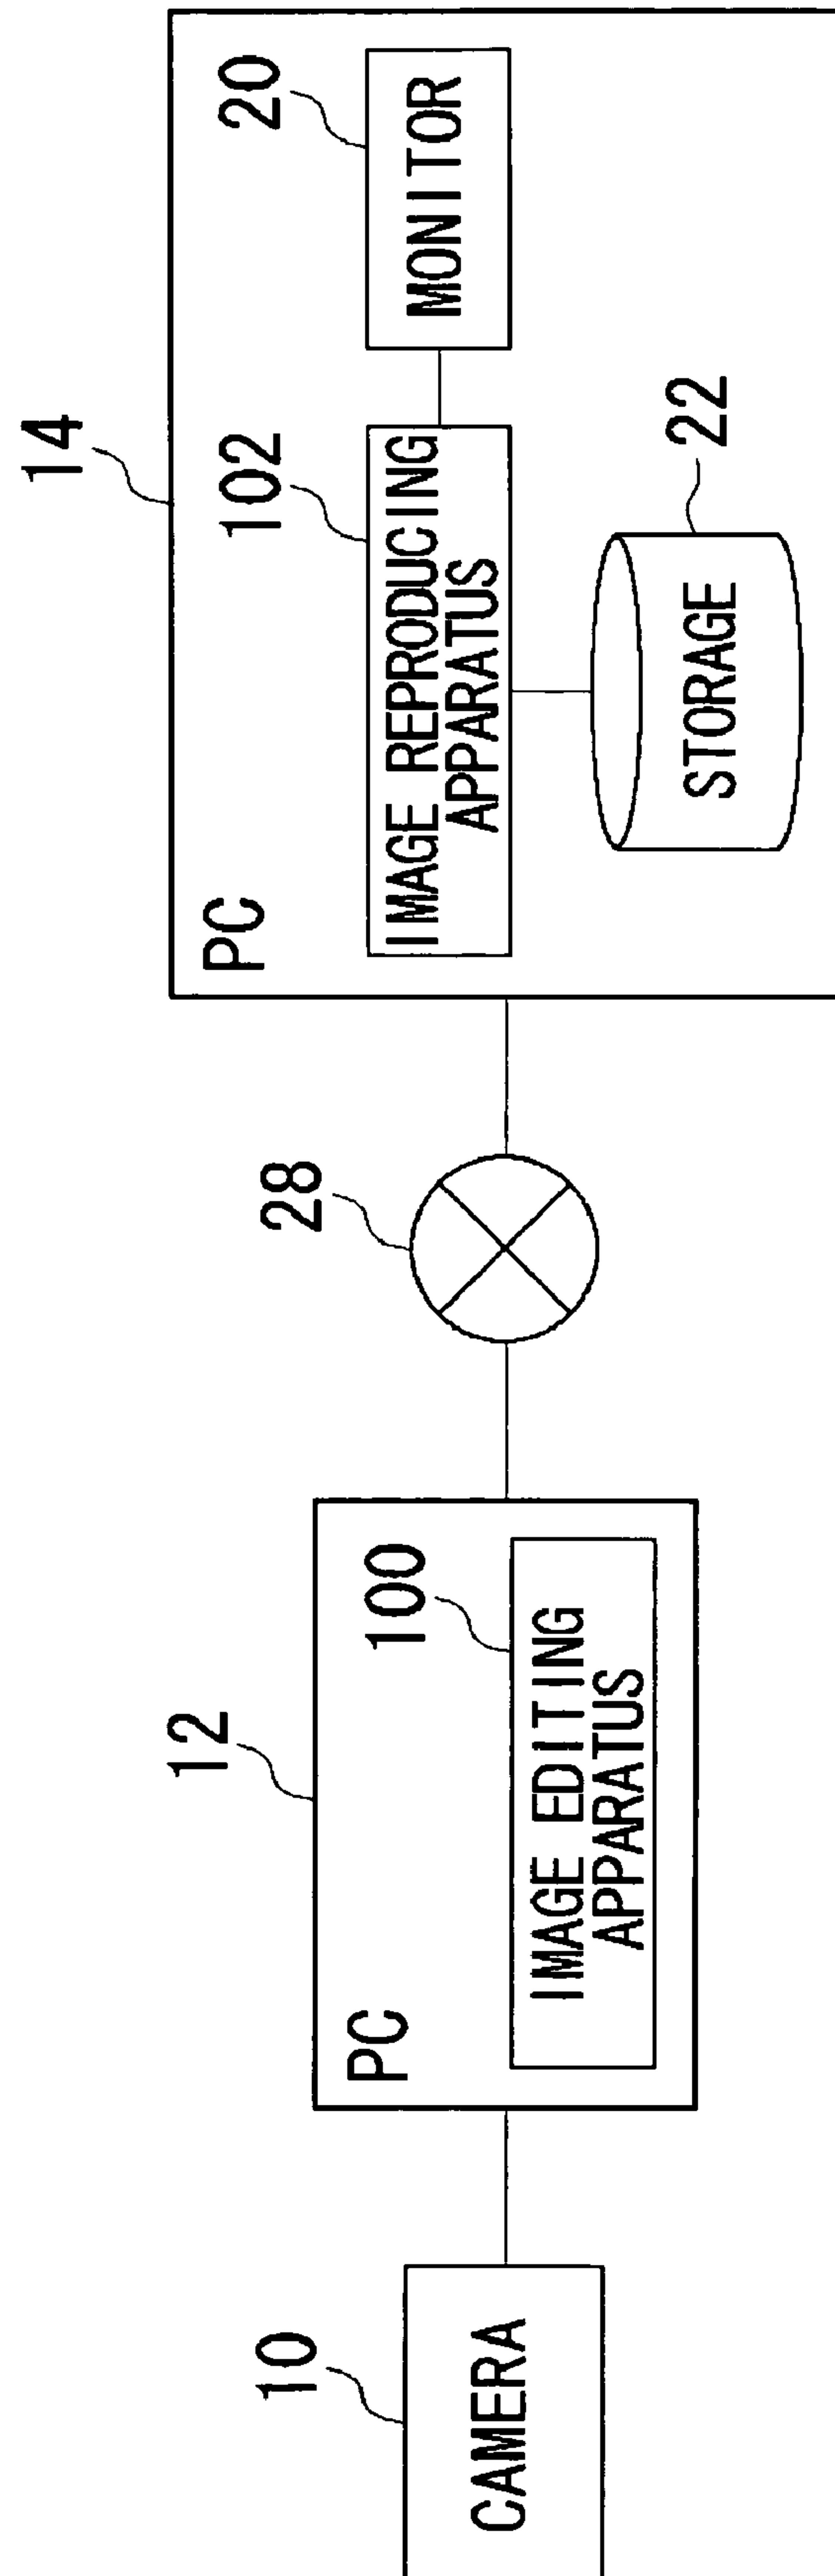 14
PC
102
IMAGE REPRODUCING
APPARATUS
20
MONITOR
STORAGE
22
28
12
PC
100
IMAGE EDITING
APPARATUS
10
CAMERA